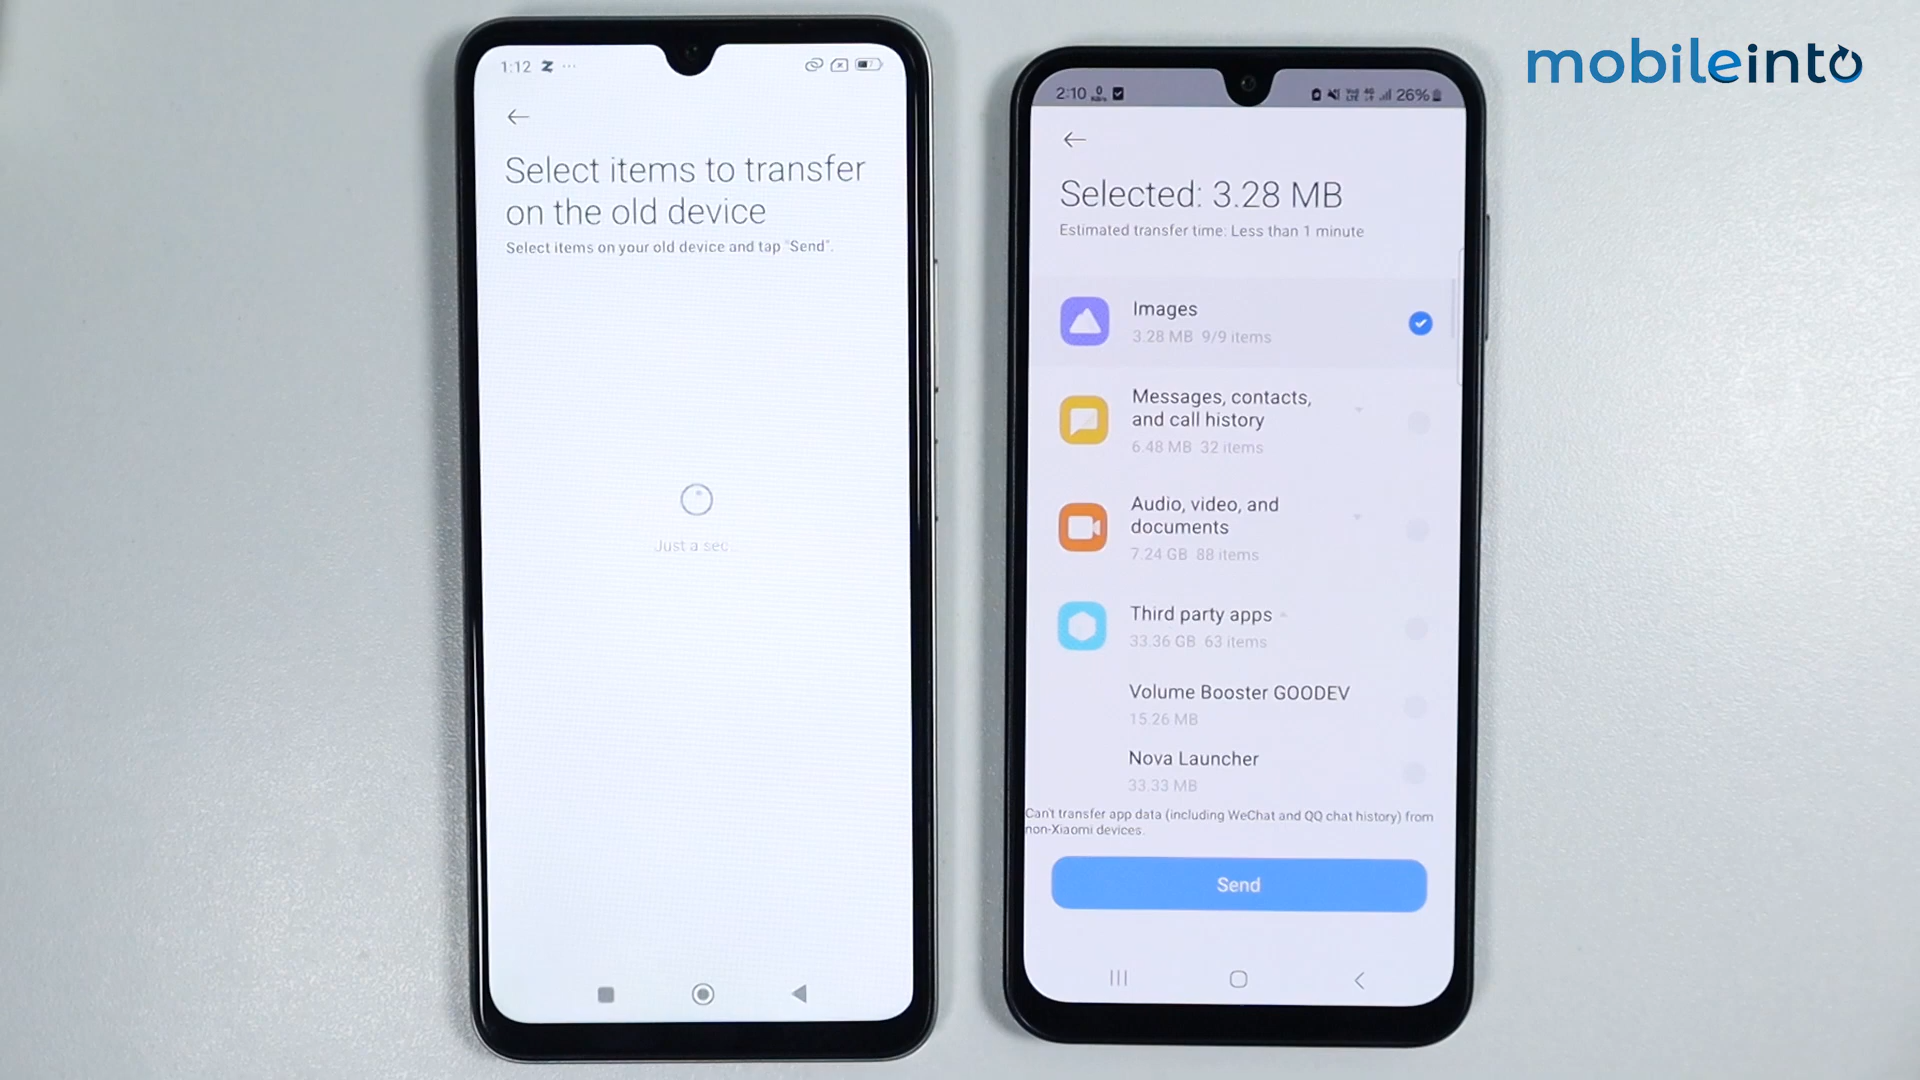 mobileinto
1:12
Select items to transfer
on the old device
Select items on your old device and tap "Send".
Just a sec
2:10
26%
Selected: 3.28 MB
Estimated transfer time: Less than 1 minute
Images
3.28 MB 9/9 items
Messages, contacts,
and call history
6.48 MB 32 items
Audio, video, and
documents
7.24 GB 88 items
Third party apps
33.36 GB 63 items
Volume Booster GOODEV
15.26 MB
Nova Launcher
33.33 MB
Can't transfer app data (including WeChat and QQ chat history) from
non-Xiaomi devices.
Send